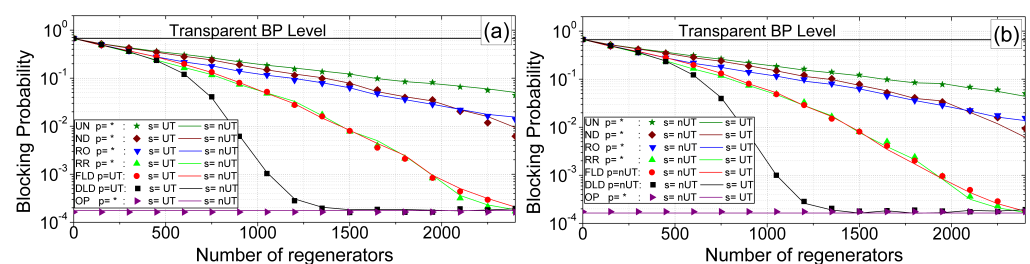 Transparent BP Level
(a)
Blocking Probability
10^0
10^-1
10^-2
10^-3
10^-4
UN p= * : s= UT s= nUT
ND p= * : s= UT s= nUT
RO p= * : s= UT s= nUT
RR p= * : s= UT s= nUT
FLD p=UT: s= UT s= nUT
DLD p=UT: s= UT s= nUT
OP p= * : s= UT s= nUT
0 500 1000 1500 2000
Number of regenerators
Transparent BP Level
(b)
Blocking Probability
10^0
10^-1
10^-2
10^-3
10^-4
UN p= * : s= nUT s= UT
ND p= * : s= nUT s= UT
RO p= * : s= nUT s= UT
RR p= * : s= nUT s= UT
FLD p=nUT: s= nUT s= UT
DLD p=nUT: s= nUT s= UT
OP p= * : s= nUT s= UT
0 500 1000 1500 2000
Number of regenerators